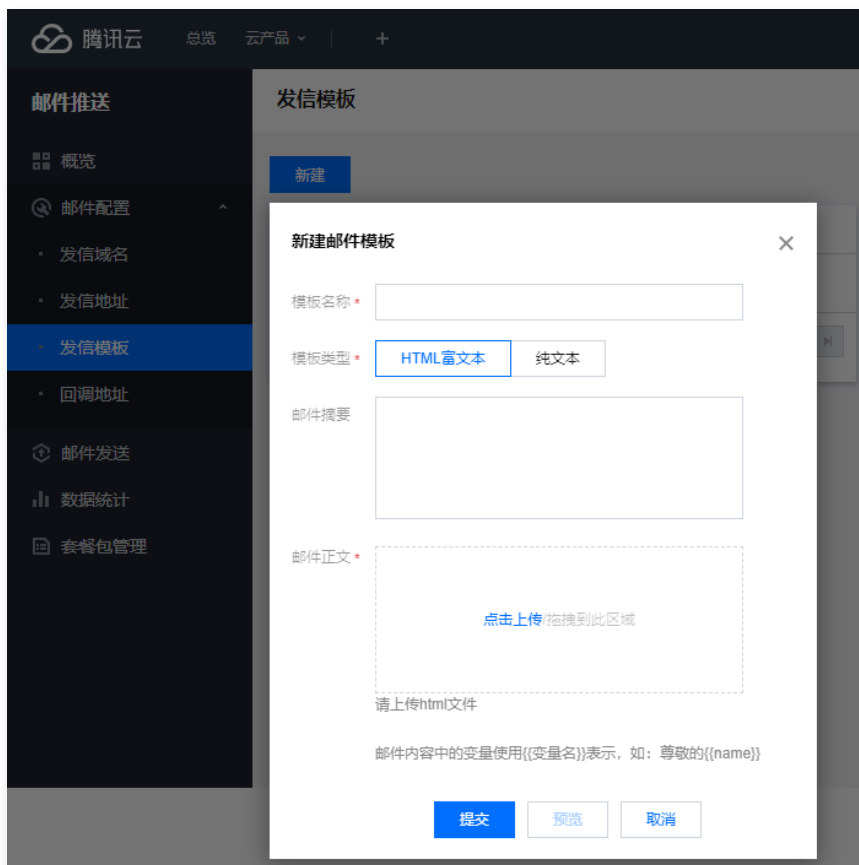 腾讯云 总览 云产品 +
邮件推送
发信模板
概览
新建
邮件配置
发信域名
发信地址
发信模板
回调地址
邮件发送
数据统计
套餐包管理
新建邮件模板
模板名称 *
模板类型 * HTML富文本 纯文本
邮件摘要
邮件正文 *
点击上传/拖拽到此区域
请上传html文件
邮件内容中的变量使用{{变量名}}表示，如：尊敬的{{name}}
提交 预览 取消